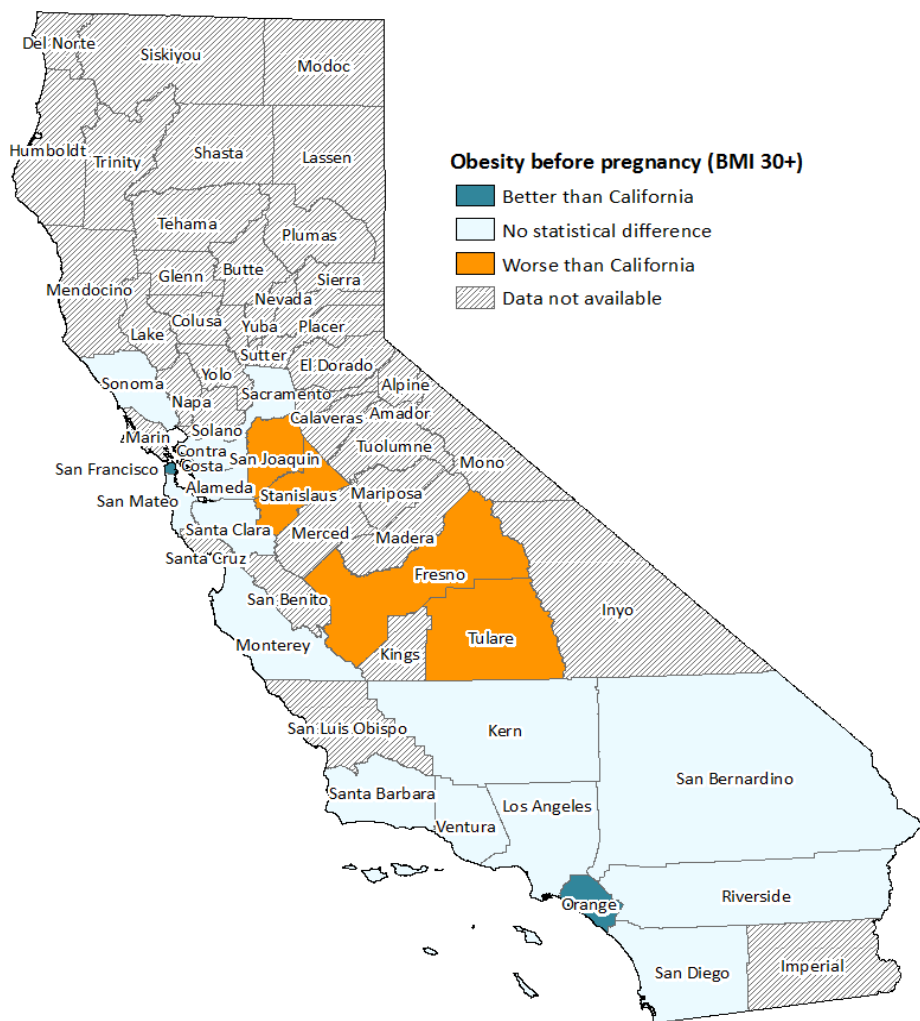 Del Norte
Siskiyou
Modoc
Humboldt
Trinity
Shasta
Lassen
Obesity before pregnancy (BMI 30+)
Better than California
No statistical difference
Worse than California
Data not available
Tehama
Plumas
Glenn
Butte
Sierra
Mendocino
Nevada
Colusa
Yuba
Placer
Lake
Sutter
El Dorado
Yolo
Sonoma
Sacramento
Alpine
Napa
Amador
Calaveras
Solano
Marin
Tuolumne
Contra
Costa
San Joaquin
Mono
San Francisco
Alameda
Stanislaus
Mariposa
San Mateo
Santa Clara
Merced
Madera
Santa Cruz
Fresno
San Benito
Inyo
Tulare
Monterey
Kings
San Luis Obispo
Kern
San Bernardino
Santa Barbara
Los Angeles
Ventura
Riverside
Orange
San Diego
Imperial